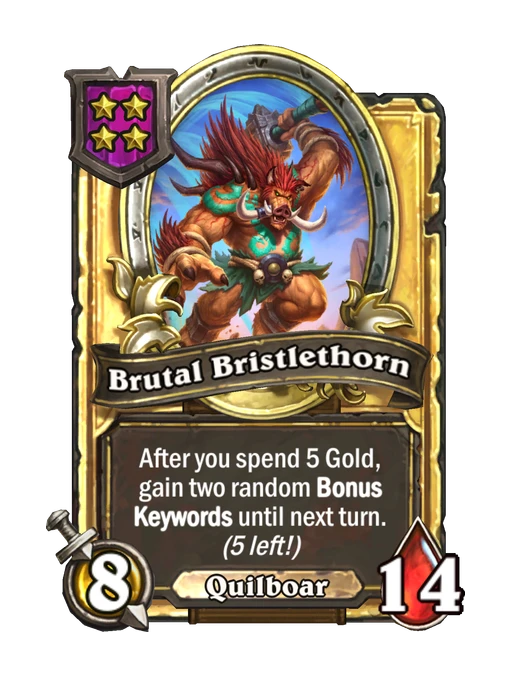 Brutal Bristlethorn
After you spend 5 Gold,
gain two random Bonus
Keywords until next turn.
(5 left!)
8
Quilboar
14